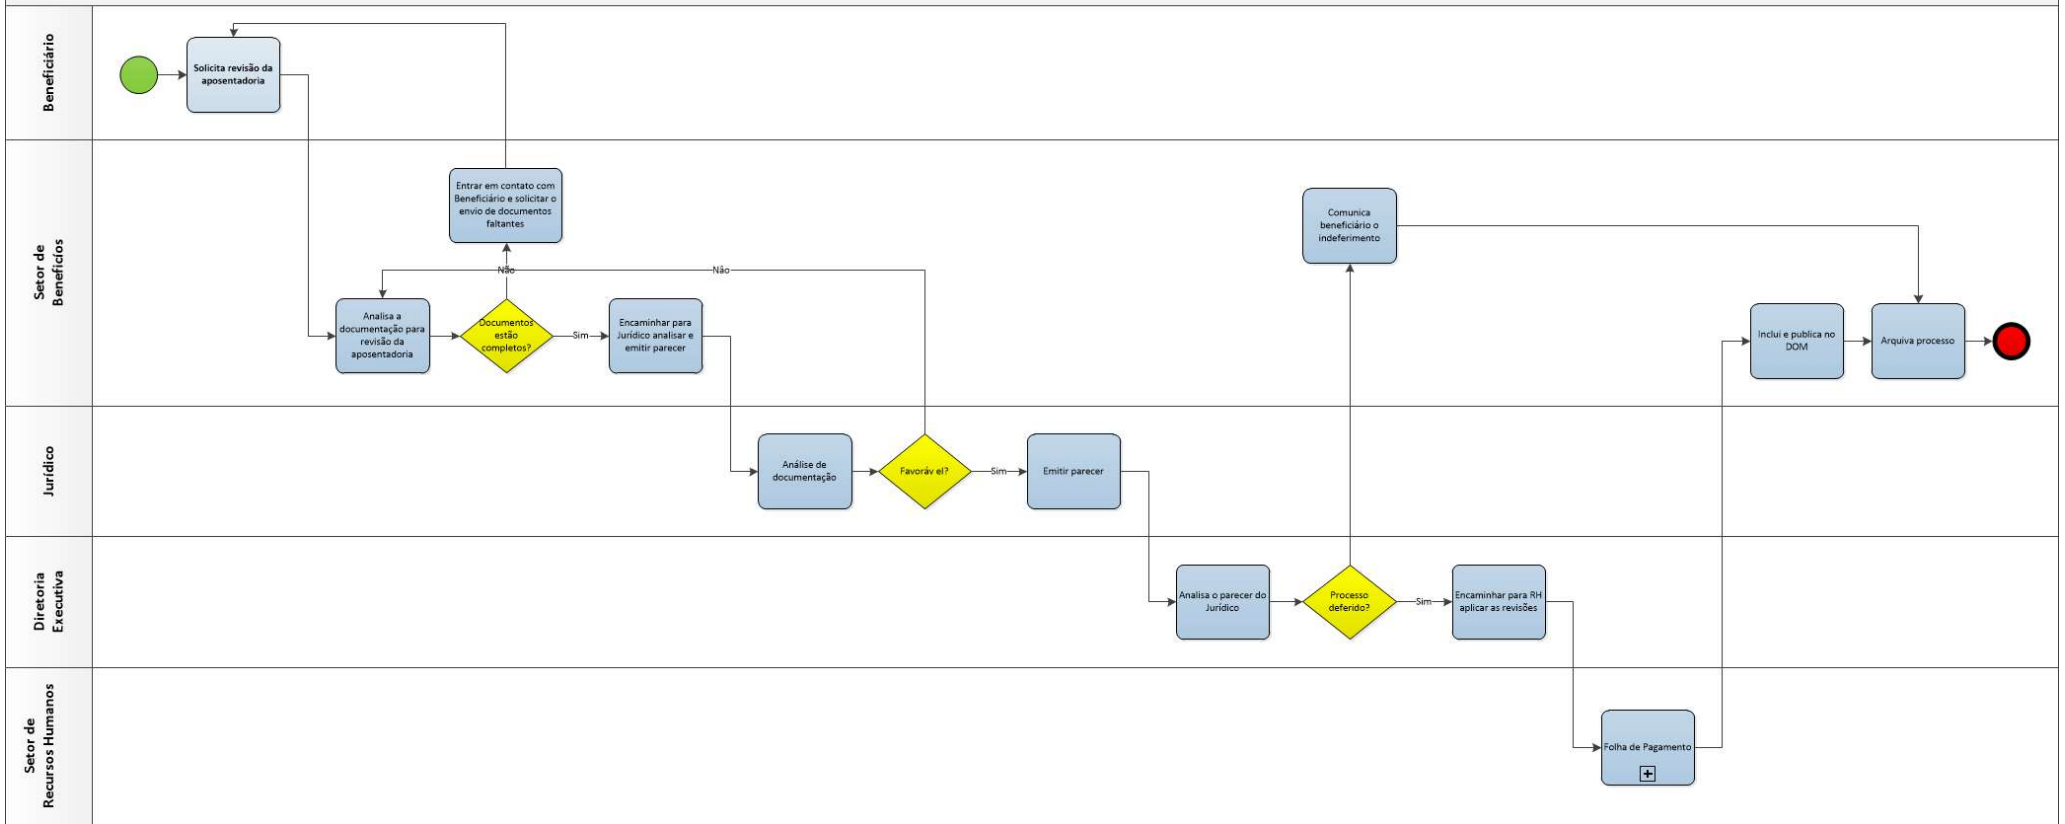 Beneficiário
Solicita revisão da
aposentadoria
Setor de
Benefícios
Entrar em contato com
Beneficiário e solicitar o
envio de documentos
faltantes
Comunica
beneficiário o
indeferimento
Não
Não
Analisa a
documentação para
revisão da
aposentadoria
Documentos
estão
completos?
Sim
Encaminhar para
Jurídico analisar e
emitir parecer
Inclui e publica no
DOM
Arquiva processo
Jurídico
Análise de
documentação
Favoráv el?
Sim
Emitir parecer
Diretoria
Executiva
Analisa o parecer do
Jurídico
Processo
deferido?
Sim
Encaminhar para RH
aplicar as revisões
Setor de
Recursos Humanos
Folha de Pagamento